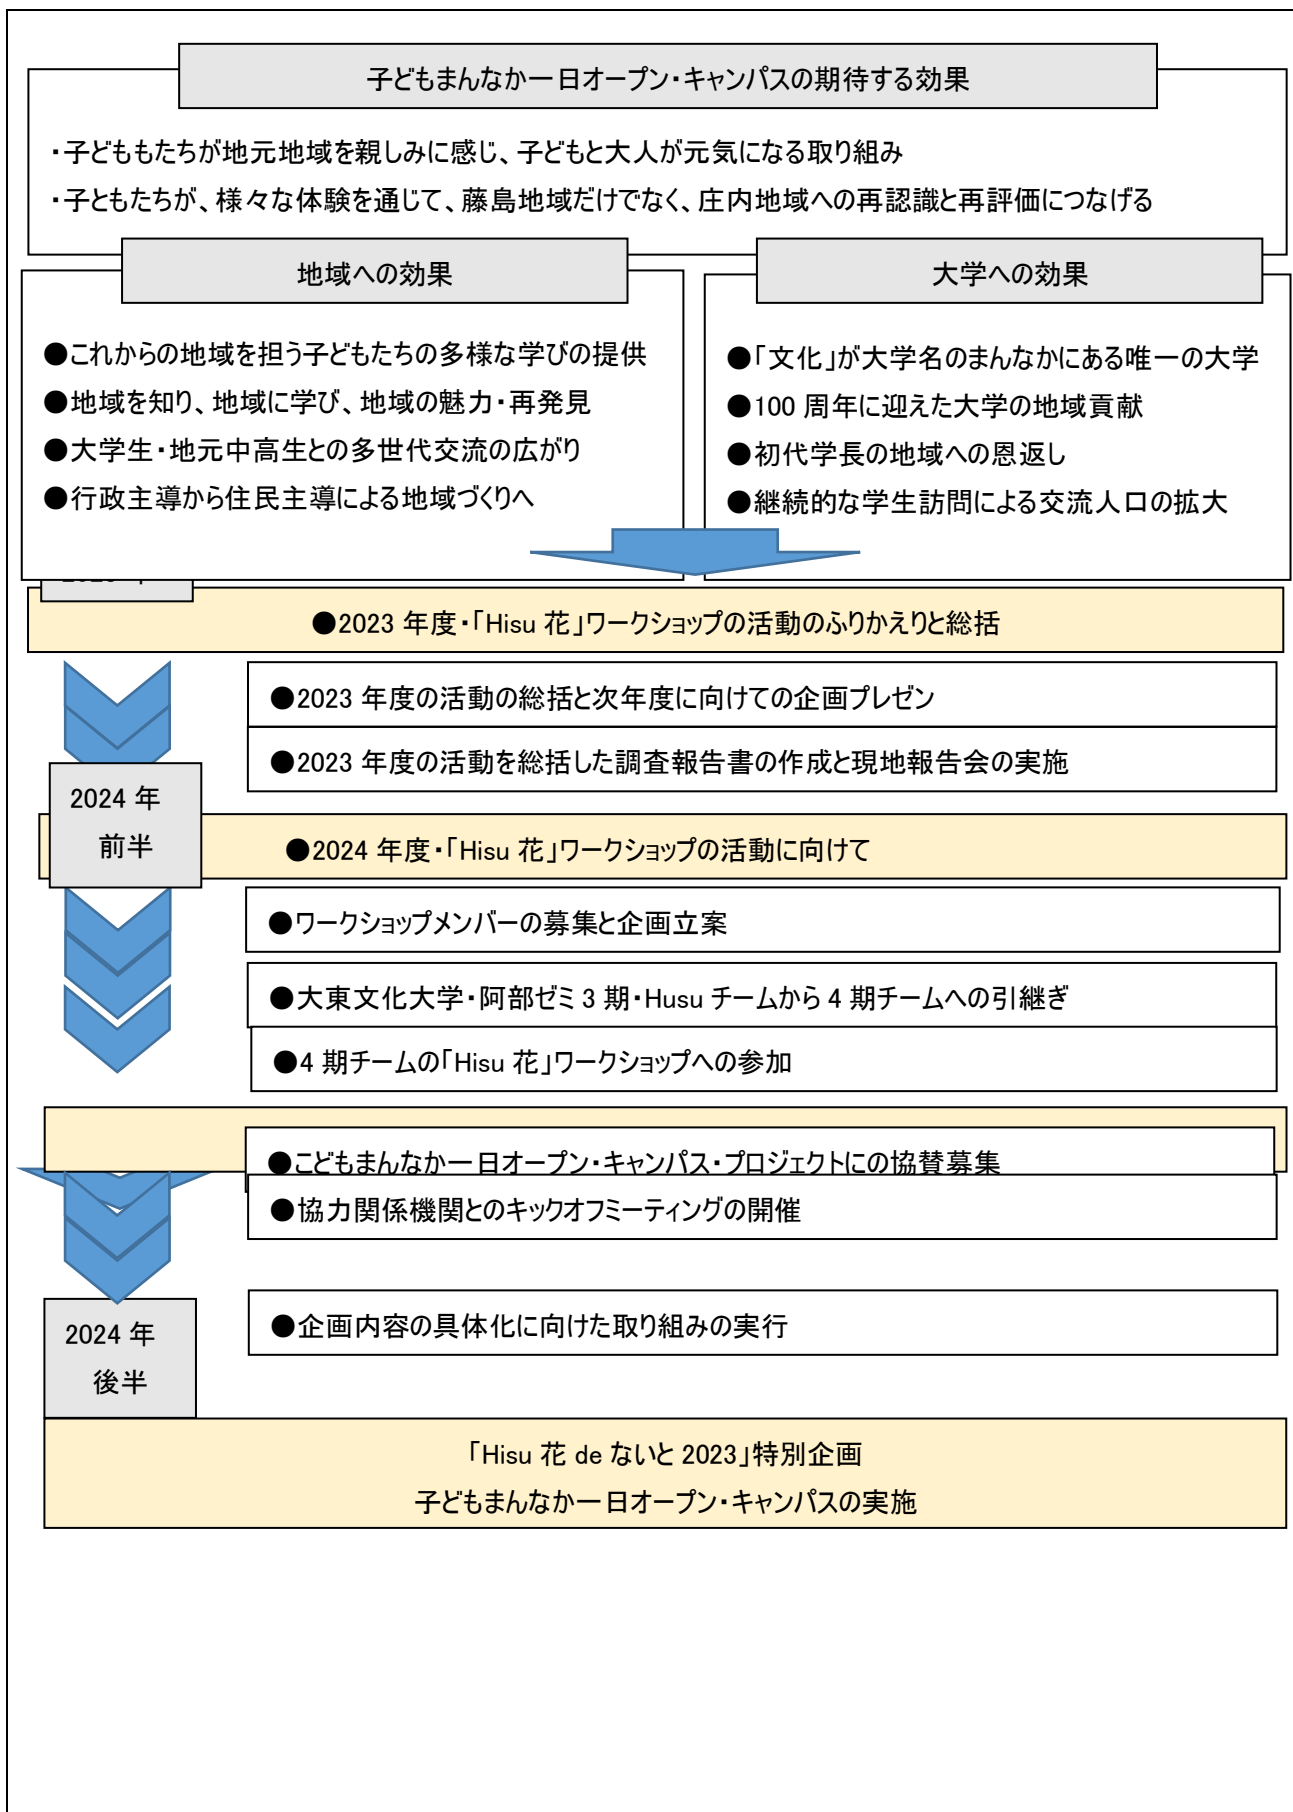 子どもまんなか一日オープン・キャンパスの期待する効果
・子どももたちが地元地域を親しみに感じ、子どもと大人が元気になる取り組み
・子ともたちが、様々な体験を通じて、藤島地域だけでなく、庄内地域への再認識と再評価につなげる
地域への効果
●これからの地域を担う子どもたちの多様な学びの提供
●地域を知り、地域に学び、地域の魅力・再発見
●大学生・地元中高生との多世代交流の広がり
●行政主導から住民主導による地域づくりへ
大学への効果
●「文化」が大学名のまんなかにある唯一の大学
●100 周年に迎えた大学の地域貢献
●初代学長の地域への恩返し
●継続的な学生訪問による交流人口の拡大
●2023 年度・「Hisu 花」ワークショップの活動のふりかえりと総括
●2023 年度の活動の総括と次年度に向けての企画プレゼン
●2023 年度の活動を総括した調査報告書の作成と現地報告会の実施
2024 年
前半
●2024 年度・「Hisu 花」ワークショップの活動に向けて
●ワークショップメンバーの募集と企画立案
●大東文化大学・阿部ゼミ 3 期・Husu チームから 4 期チームへの引継ぎ
●4 期チームの「Hisu 花」ワークショップへの参加
●こどもまんなか一日オープン・キャンパス・プロジェクトにの協賛募集
●協力関係機関とのキックオフミーティングの開催
2024 年
後半
●企画内容の具体化に向けた取り組みの実行
「Hisu 花 de ないと 2023」特別企画
子どもまんなか一日オープン・キャンパスの実施